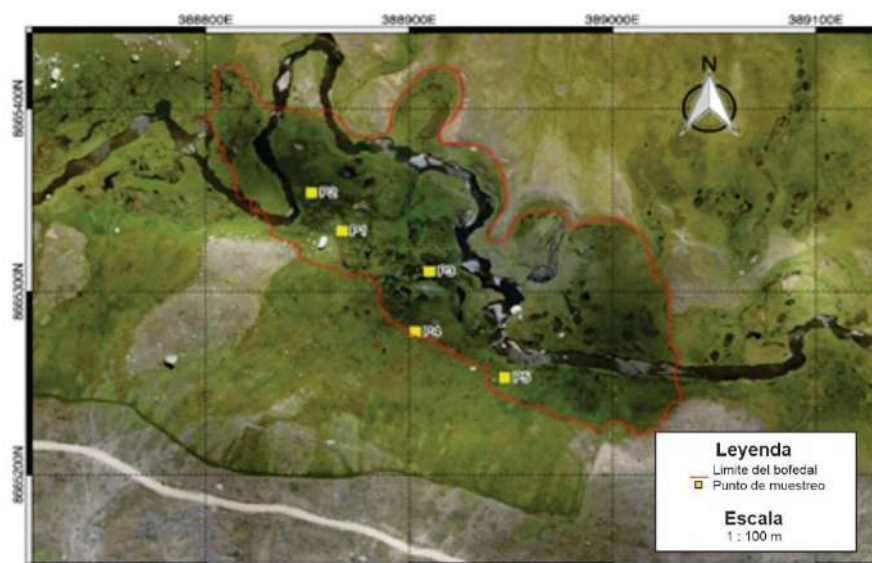 388800E 388900E 389000E 389100E
N
8665400N
P2
P1
P3
8665300N
P4
P5
8665200N
Leyenda
Limite del bofedal
Punto de muestreo
Escala
1 : 100 m